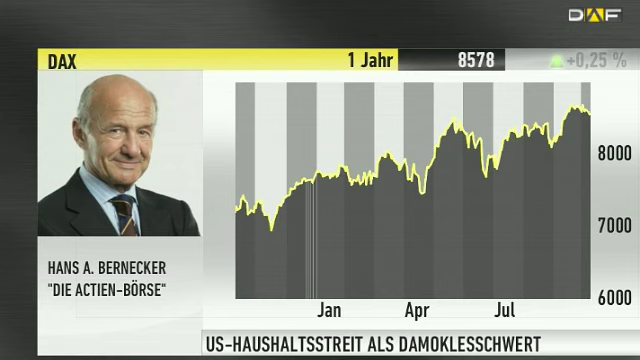 DAF
DAX 1 Jahr 8578 +0,25 %
8000
7000
6000
Jan Apr Jul
HANS A. BERNECKER
"DIE ACTIEN-BÖRSE"
US-HAUSHALTSSTREIT ALS DAMOKLESSCHWERT